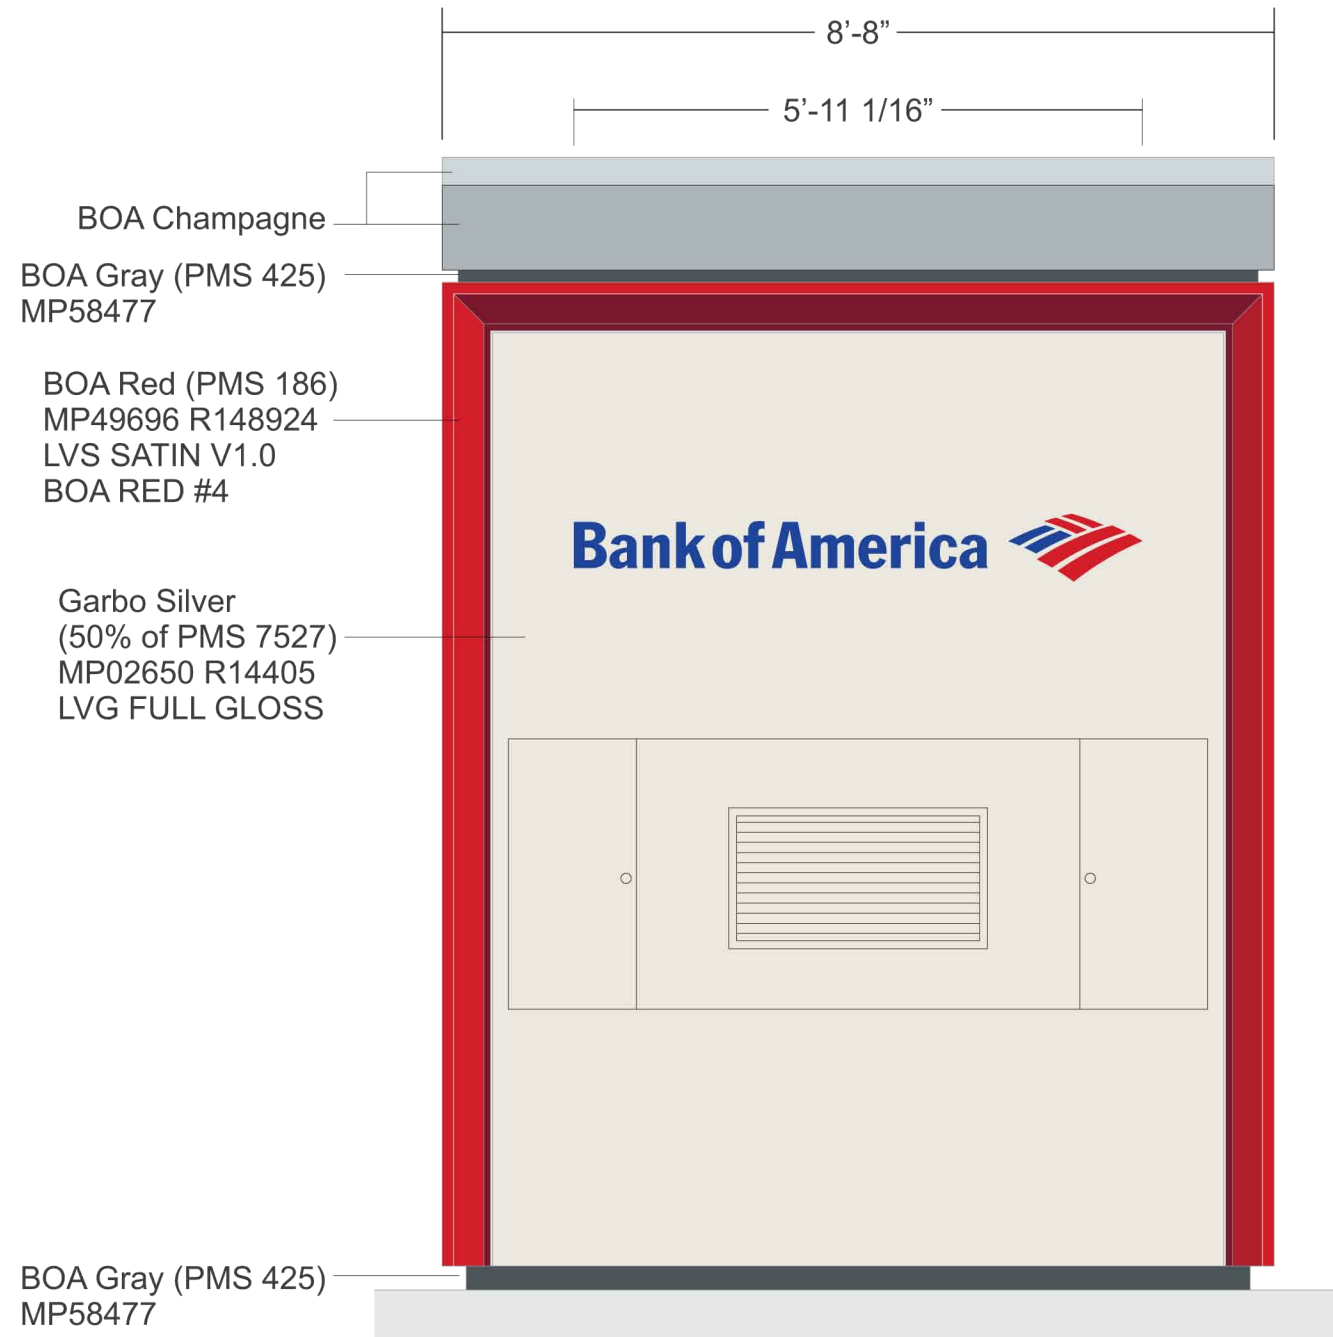 8’-8”
5’-11 1/16”
BOA Champagne
BOA Gray (PMS 425)
MP58477
BOA Red (PMS 186)
MP49696 R148924
LVS SATIN V1.0
BOA RED #4
Bank of America
Garbo Silver
(50% of PMS 7527)
MP02650 R14405
LVG FULL GLOSS
BOA Gray (PMS 425)
MP58477